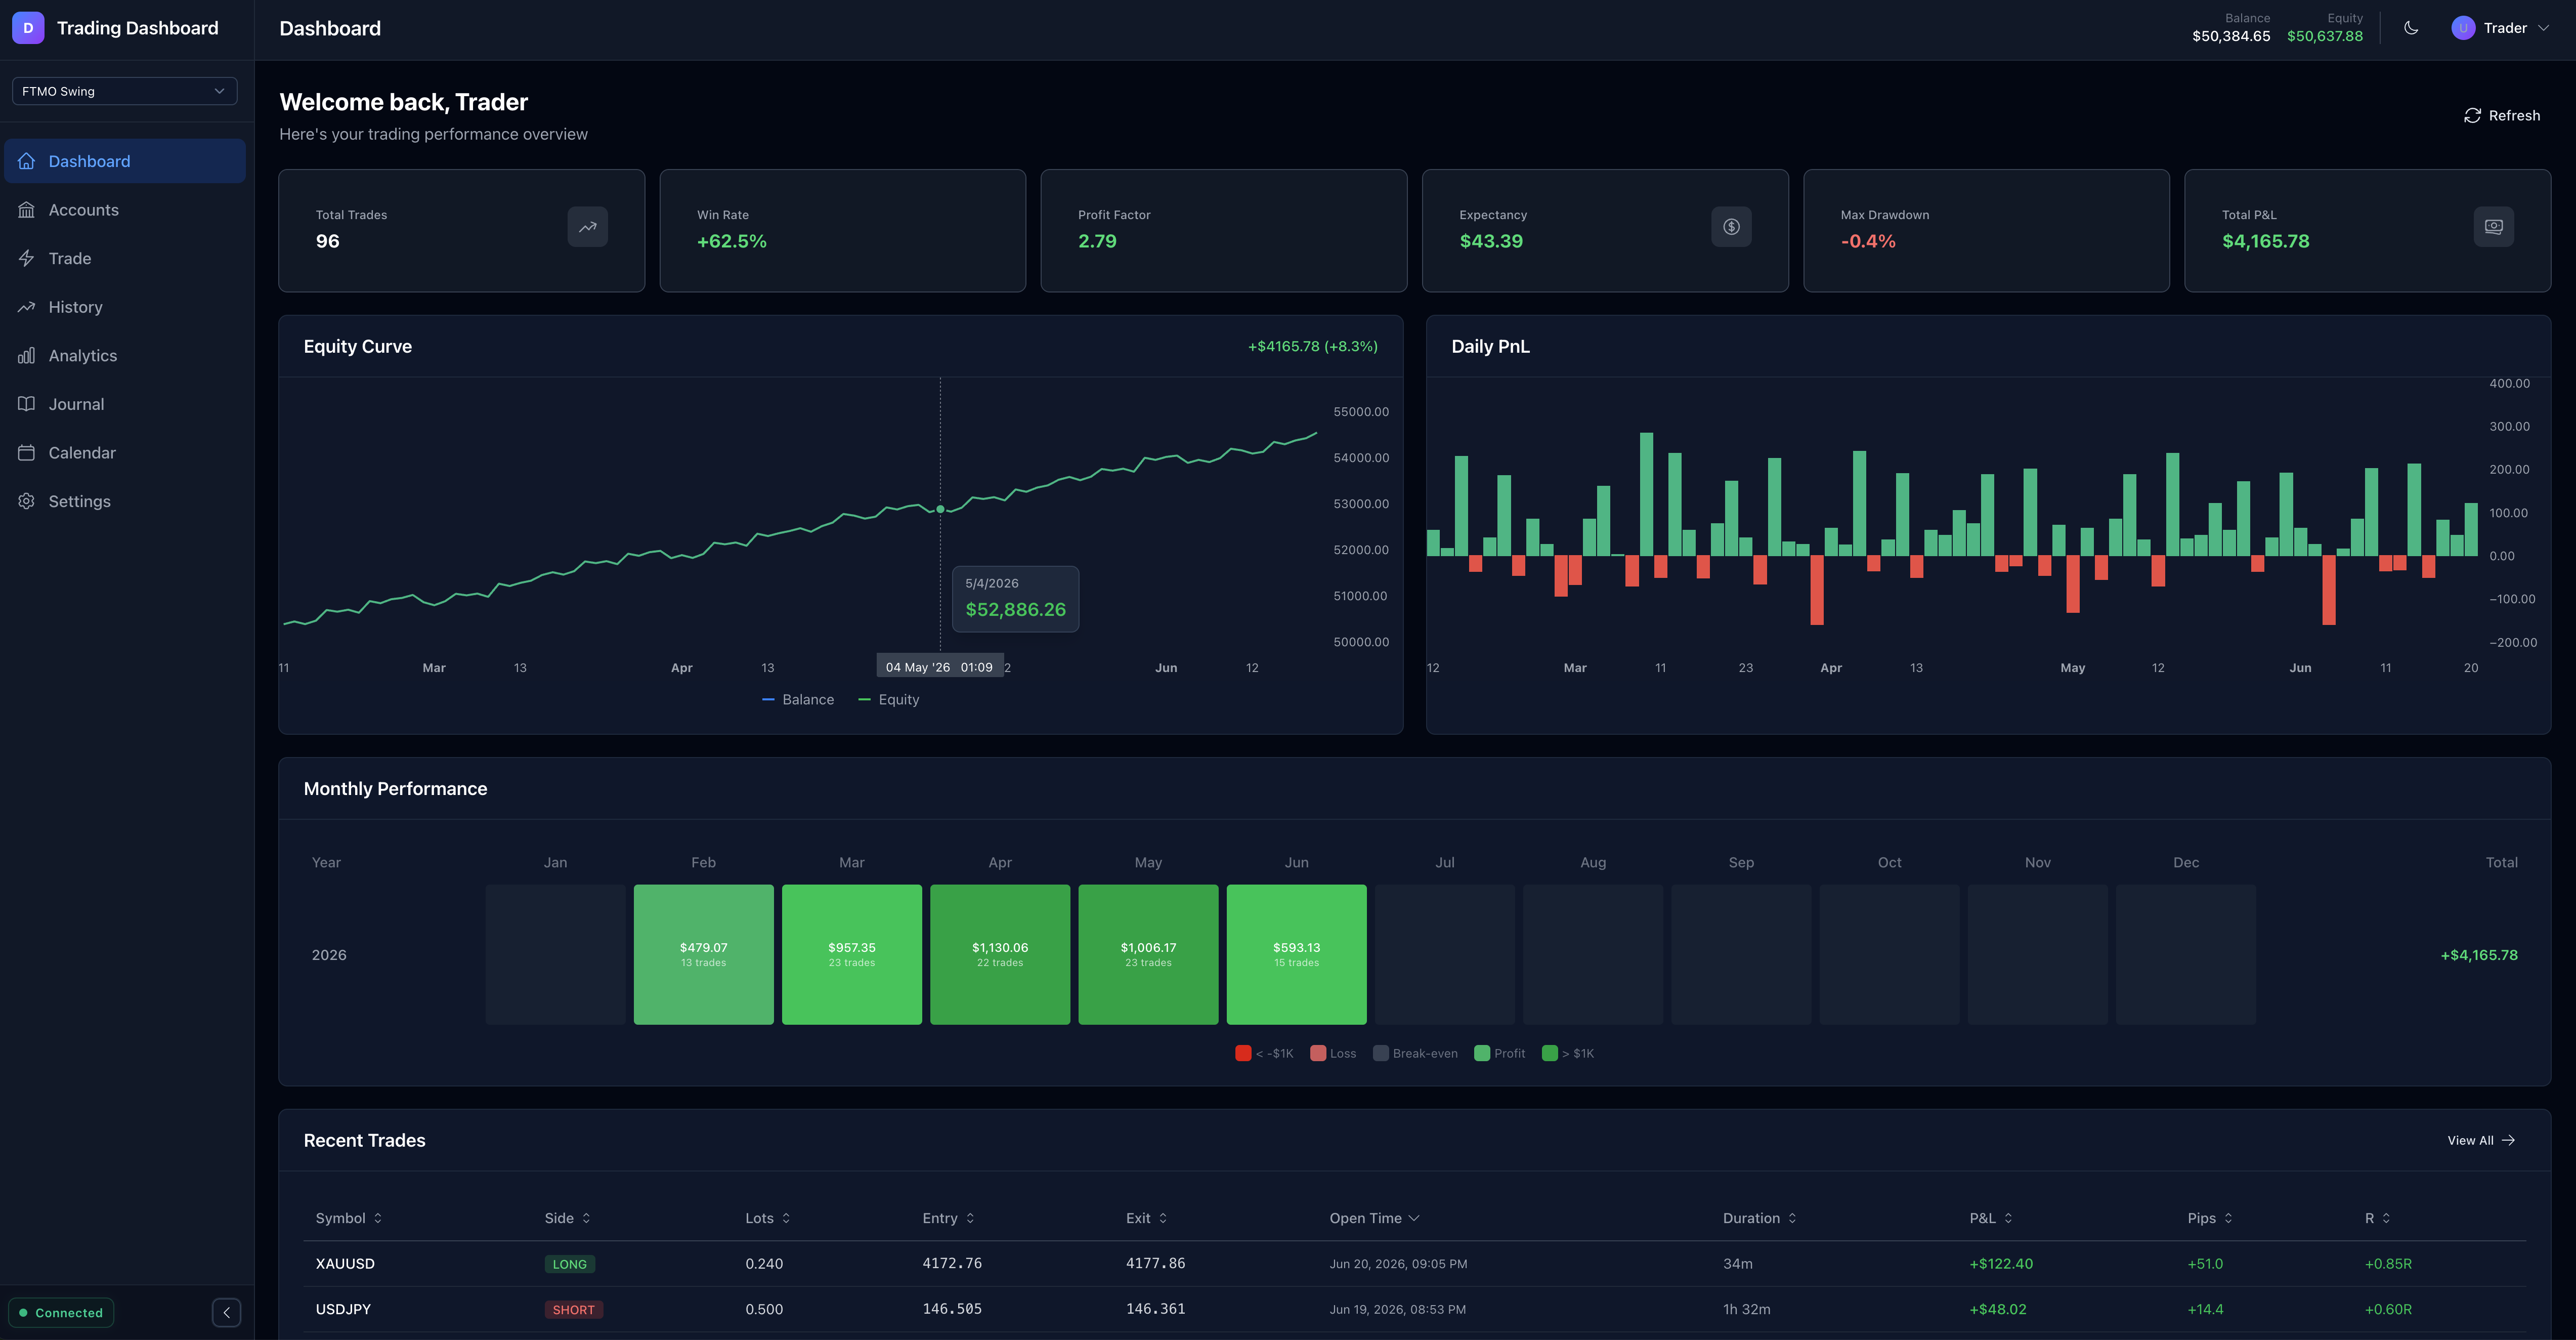 D Trading Dashboard
Dashboard
Balance Equity
$50,384.65 $50,637.88
U Trader
FTMO Swing
Dashboard
Accounts
Trade
History
Analytics
Journal
Calendar
Settings
Connected
Welcome back, Trader
Here's your trading performance overview
Refresh
Total Trades
96
Win Rate
+62.5%
Profit Factor
2.79
Expectancy
$43.39
Max Drawdown
-0.4%
Total P&L
$4,165.78
Equity Curve +$4165.78 (+8.3%)
55000.00
54000.00
53000.00
52000.00
51000.00
50000.00
5/4/2026
$52,886.26
11 Mar 13 Apr 13 04 May '26 01:09 2 Jun 12
Balance Equity
Daily PnL
400.00
300.00
200.00
100.00
0.00
−100.00
−200.00
12 Mar 11 23 Apr 13 May 12 Jun 11 20
Monthly Performance
Year Jan Feb Mar Apr May Jun Jul Aug Sep Oct Nov Dec Total
2026 $479.07 $957.35 $1,130.06 $1,006.17 $593.13 +$4,165.78
13 trades 23 trades 22 trades 23 trades 15 trades
< -$1K Loss Break-even Profit > $1K
Recent Trades View All
Symbol Side Lots Entry Exit Open Time Duration P&L Pips R
XAUUSD LONG 0.240 4172.76 4177.86 Jun 20, 2026, 09:05 PM 34m +$122.40 +51.0 +0.85R
USDJPY SHORT 0.500 146.505 146.361 Jun 19, 2026, 08:53 PM 1h 32m +$48.02 +14.4 +0.60R